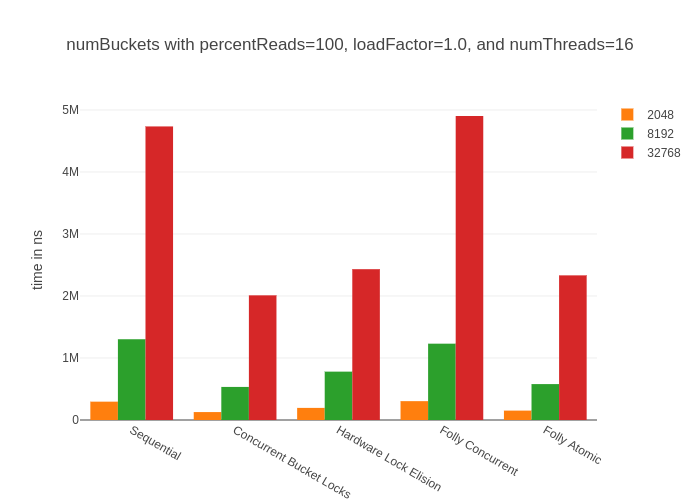 numBuckets with percentReads=100, loadFactor=1.0, and numThreads=16
5M
4M
3M
2M
1M
0
time in ns
Sequential
Concurrent Bucket Locks
Hardware Lock Elision
Folly Concurrent
Folly Atomic
2048
8192
32768